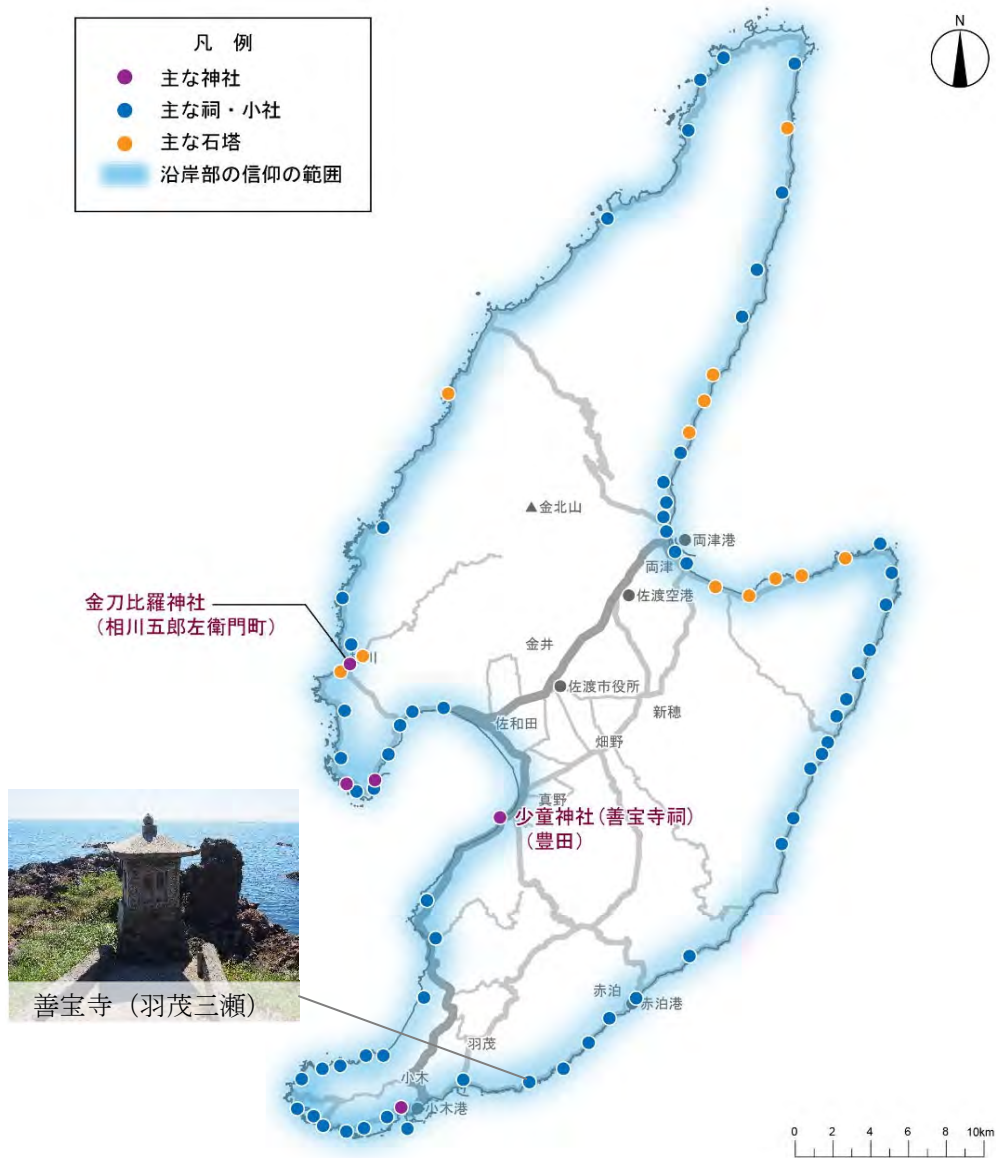 凡 例
主な神社
主な祠・小社
主な石塔
沿岸部の信仰の範囲
N
▲金北山
両津港
両津
佐渡空港
金刀比羅神社
(相川五郎左衛門町)
川
金井
佐渡市役所
新穂
佐和田
畑野
真野
少童神社(善宝寺祠)
(豊田)
善宝寺（羽茂三瀬）
赤泊
赤泊港
羽茂
小木
小木港
0 2 4 6 8 10km